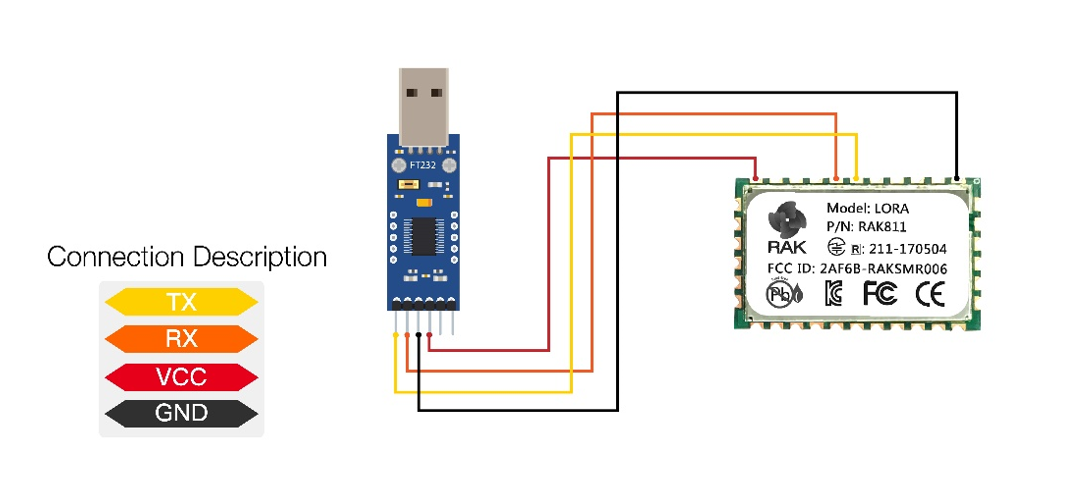 FT232
Connection Description
TX
RX
VCC
GND
RAK
Model: LORA
P/N: RAK811
R: 211-170504
FCC ID: 2AF6B-RAKSMR006
Pb
FC CE